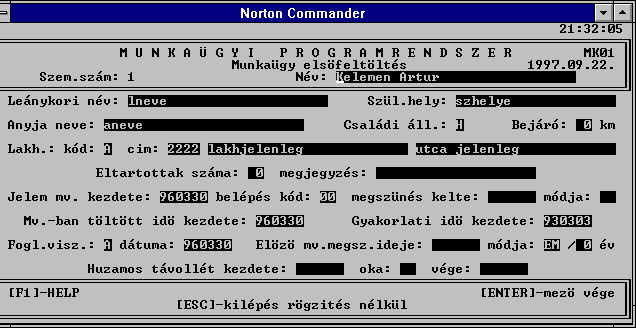 Norton Commander
21:32:05
MUNKAÜGYI PROGRAMRENDSZER MK01
Munkaügy elsöfeltöltés 1997.09.22.
Szem.szám: 1 Név: Kelemen Artur
Leánykori név: lneve Szül.hely: szhelye
Anyja neve: aneve Családi áll.: H Bejáró: 0 km
Lakh.: kód: A cim: 2222 lakhjelenleg utca jelenleg
Eltartottak száma: 0 megjegyzés:
Jelem mv. kezdete: 960330 belépés kód: 00 megszünés kelte: módja:
Mv.-ban töltött idö kezdete: 960330 Gyakorlati idö kezdete: 930303
Fogl.visz.: A dátuma: 960330 Elözö mv.megsz.ideje: módja: EM / 0 év
Huzamos távollét kezdete: oka: vége:
[F1]-HELP [ENTER]-mezö vége
[ESC]-kilépés rögzités nélkül